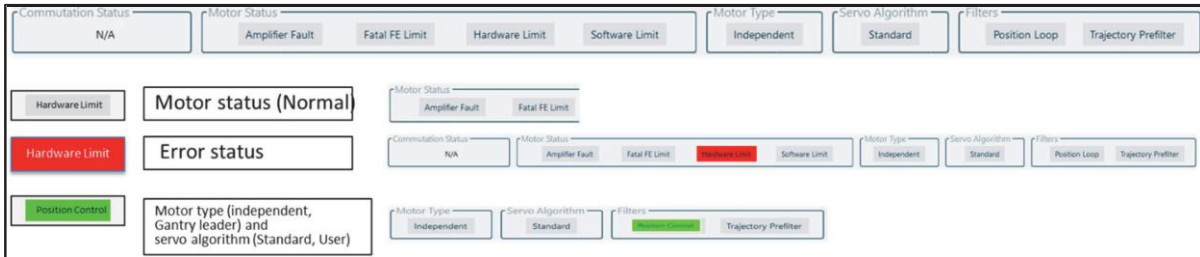 Commutation Status Motor Status Motor Type Servo Algorithm Filters
N/A Amplifier Fault Fatal FE Limit Hardware Limit Software Limit Independent Standard Position Loop Trajectory Prefilter
Hardware Limit Motor status (Normal) Motor Status
Amplifier Fault Fatal FE Limit
Hardware Limit Error status Commutation Status Motor Status Motor Type Servo Algorithm Filters
N/A Amplifier Fault Fatal FE Limit Hardware Limit Software Limit Independent Standard Position Loop Trajectory Prefilter
Position Control Motor type (independent,
Gantry leader) and
servo algorithm (Standard, User)
Motor Type Servo Algorithm Filters
Independent Standard Position Control Trajectory Prefilter